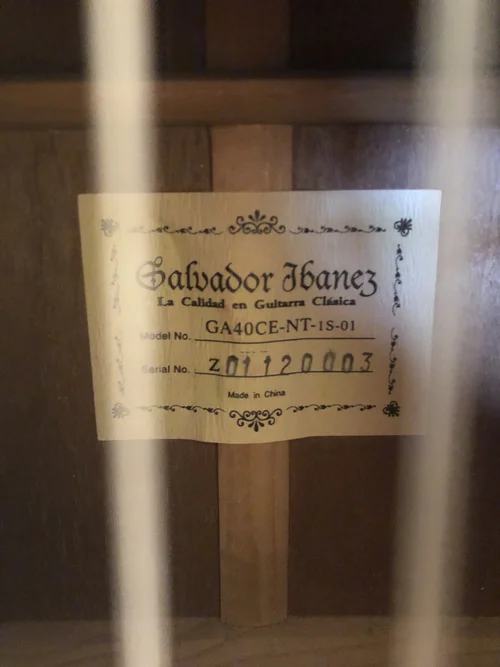 Salvador Ibanez
La Calidad en Guitarra Clásica
Model No. GA40CE-NT-1S-01
Serial No. Z01120003
Made in China